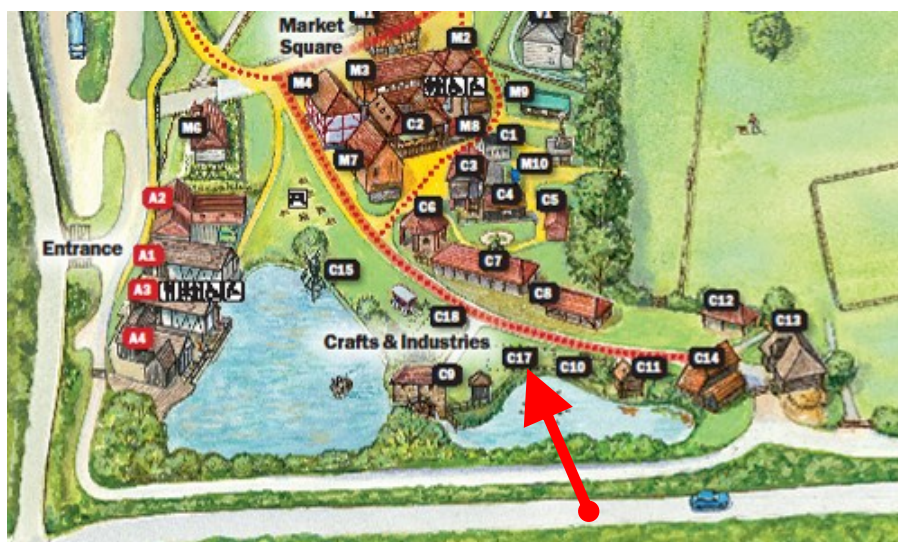 Market
Square
M2
M4
M3
M9
M6
C2
M8
C1
M7
C3
M10
A2
C4
C6
C5
Entrance
A1
C7
C15
A3
C8
C12
C18
C13
A4
Crafts & Industries
C17
C14
C9
C10
C11